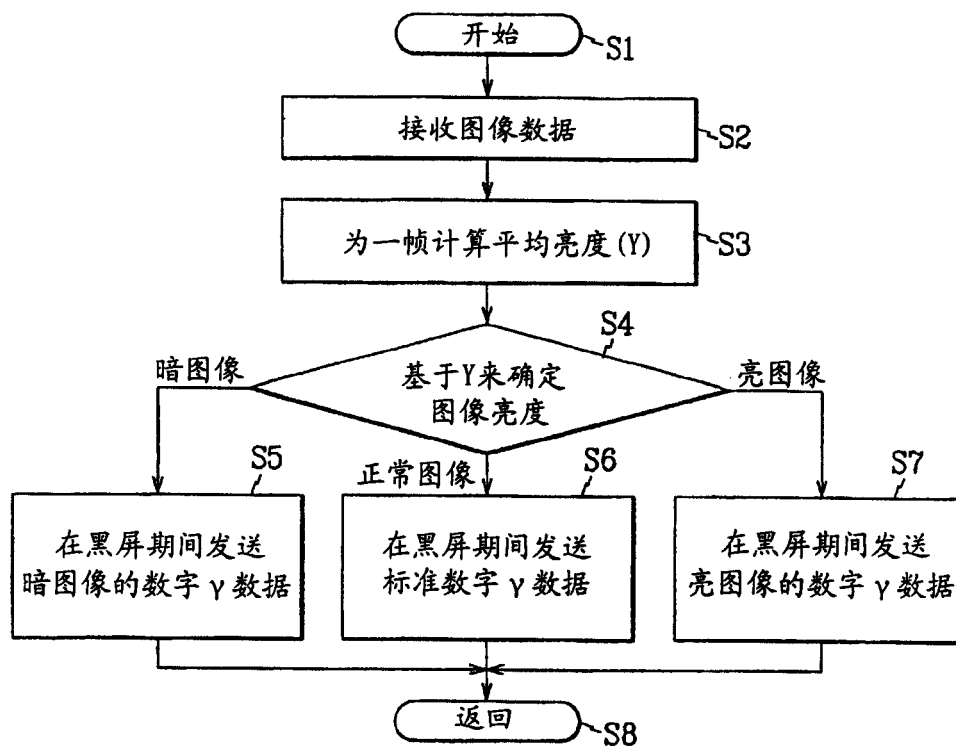 开始
S1
接收图像数据
S2
为一帧计算平均亮度(Y)
S3
S4
基于Y来确定
图像亮度
暗图像
亮图像
正常图像
S5
在黑屏期间发送
暗图像的数字γ数据
S6
在黑屏期间发送
标准数字γ数据
S7
在黑屏期间发送
亮图像的数字γ数据
返回
S8